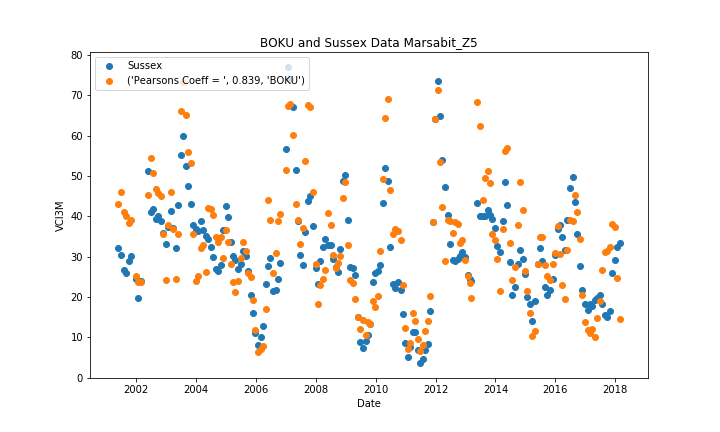 BOKU and Sussex Data Marsabit_Z5
Sussex
('Pearsons Coeff = ', 0.839, 'BOKU')
VCI3M
80
70
60
50
40
30
20
10
0
2002 2004 2006 2008 2010 2012 2014 2016 2018
Date